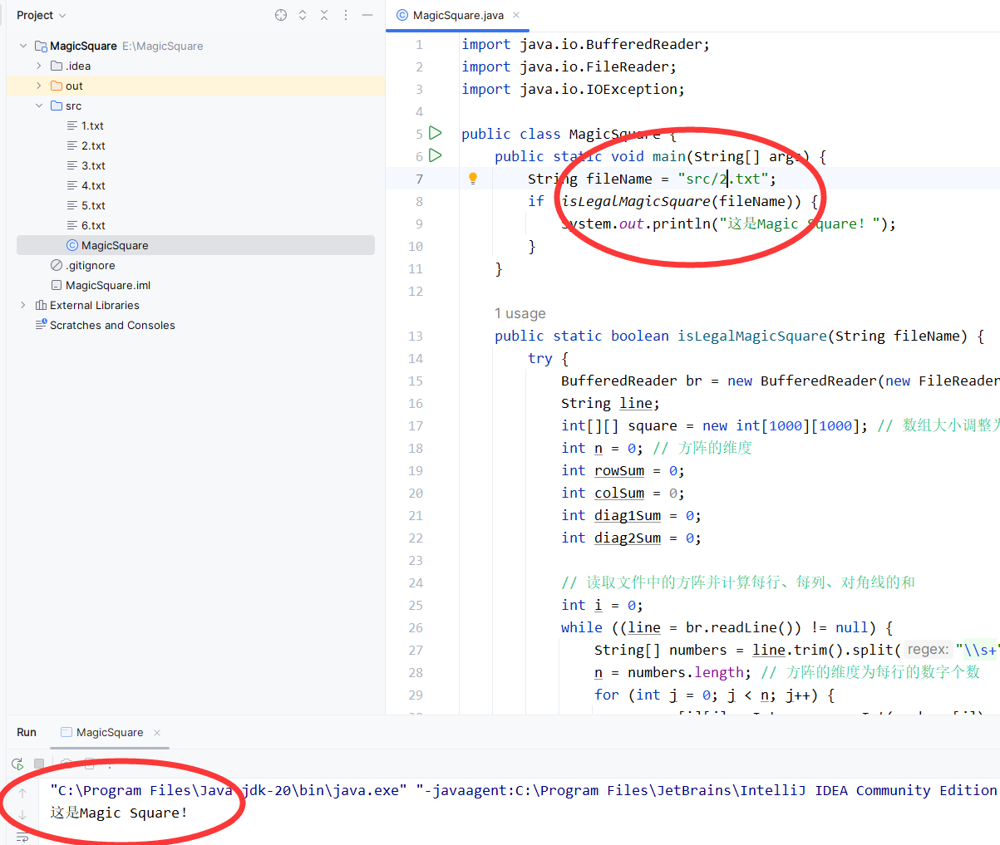 Project
MagicSquare E:\MagicSquare
.idea
out
src
1.txt
2.txt
3.txt
4.txt
5.txt
6.txt
MagicSquare
.gitignore
MagicSquare.iml
External Libraries
Scratches and Consoles
MagicSquare.java
1 import java.io.BufferedReader;
2 import java.io.FileReader;
3 import java.io.IOException;
4
5 public class MagicSquare {
6 public static void main(String[] args) {
7 String fileName = "src/2.txt";
8 if (isLegalMagicSquare(fileName)) {
9 System.out.println("这是Magic Square! ");
10 }
11 }
12
1 usage
13 public static boolean isLegalMagicSquare(String fileName) {
14 try {
15 BufferedReader br = new BufferedReader(new FileReader
16 String line;
17 int[][] square = new int[1000][1000]; // 数组大小调整为
18 int n = 0; // 方阵的维度
19 int rowSum = 0;
20 int colSum = 0;
21 int diag1Sum = 0;
22 int diag2Sum = 0;
23
24 // 读取文件中的方阵并计算每行、每列、对角线的和
25 int i = 0;
26 while ((line = br.readLine()) != null) {
27 String[] numbers = line.trim().split( regex: "\\s+"
28 n = numbers.length; // 方阵的维度为每行的数字个数
29 for (int j = 0; j < n; j++) {
Run MagicSquare
"C:\Program Files\Java\jdk-20\bin\java.exe" "-javaagent:C:\Program Files\JetBrains\IntelliJ IDEA Community Edition
这是Magic Square!